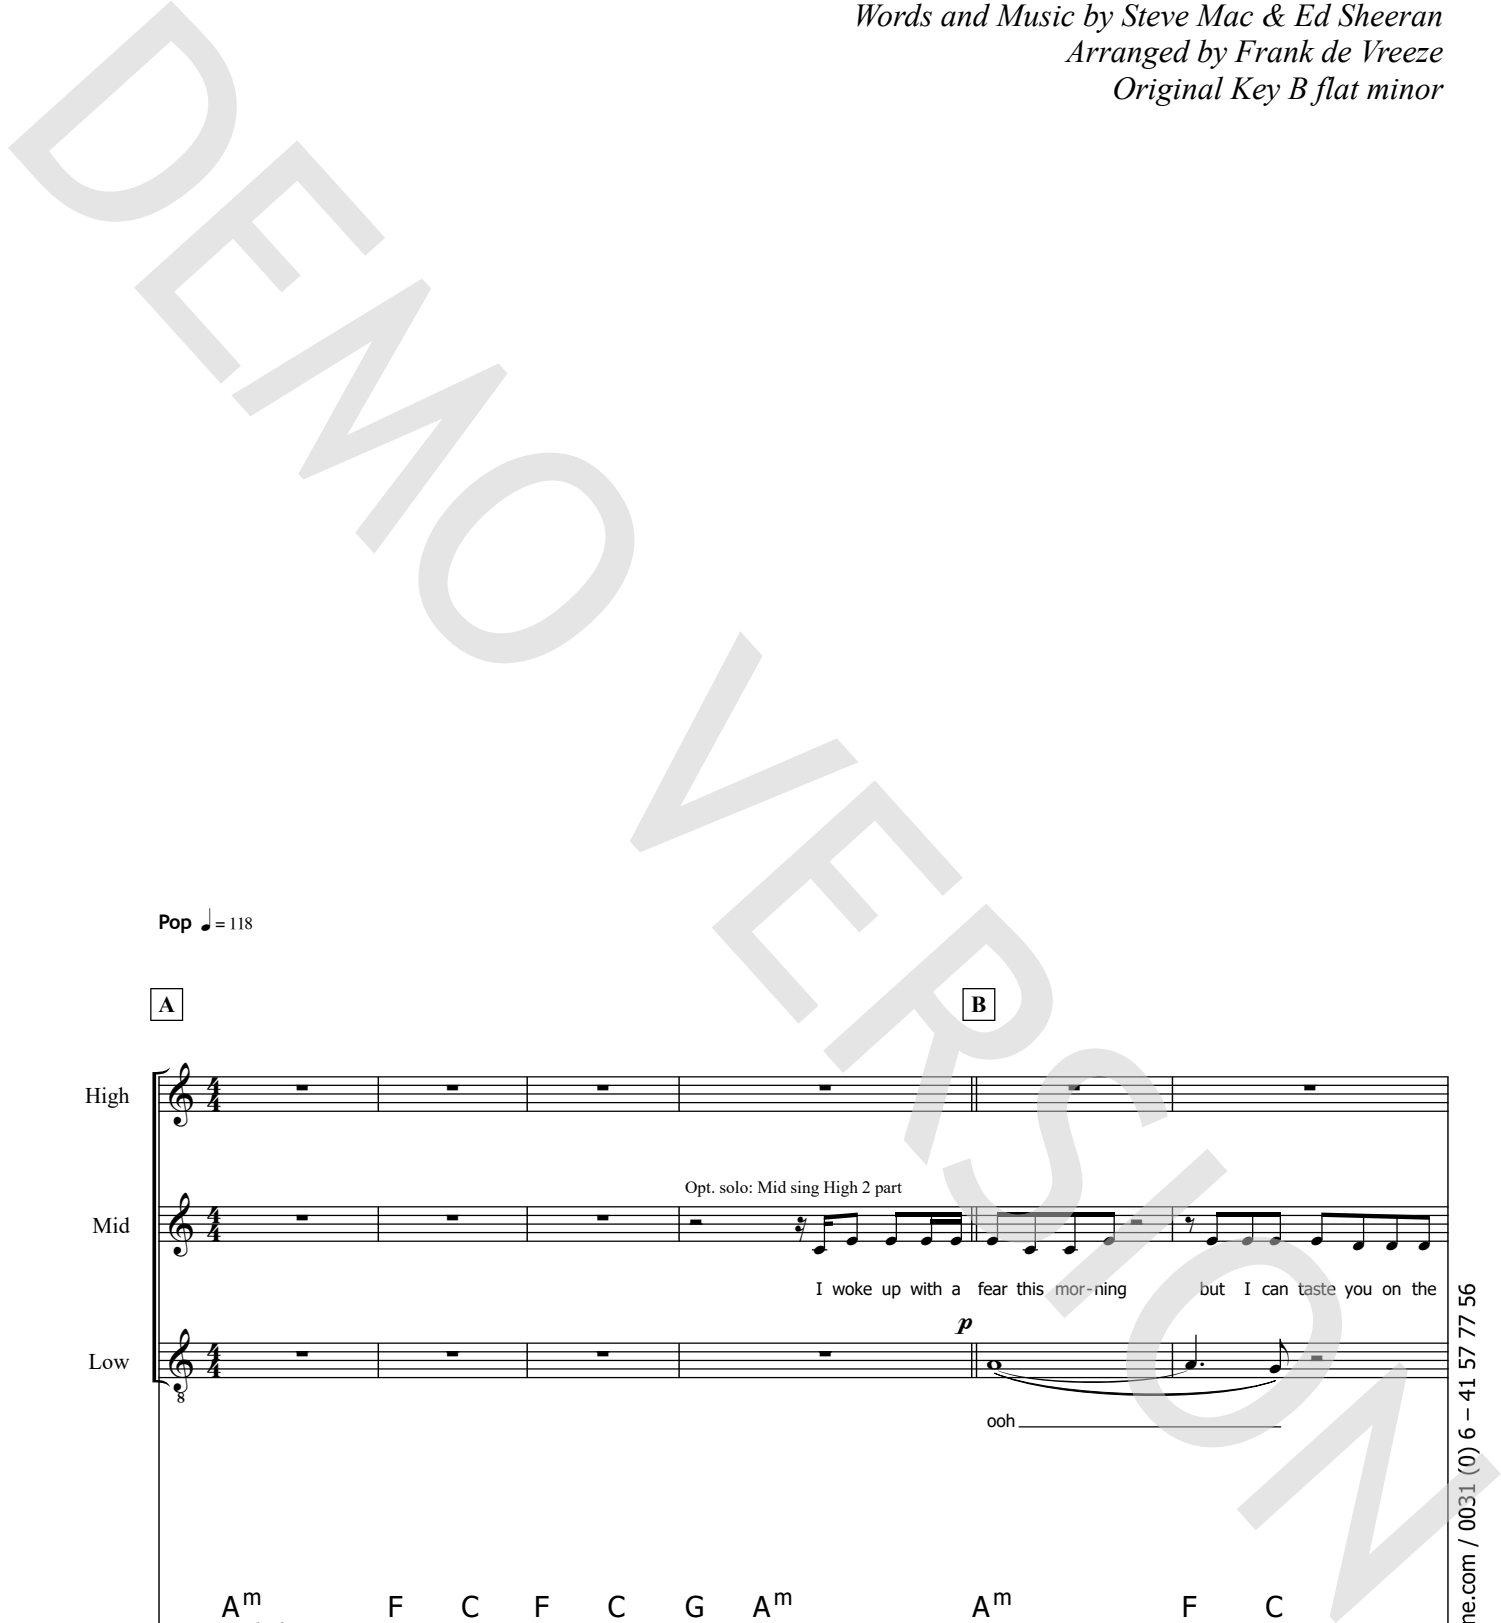 Words and Music by Steve Mac & Ed Sheeran
Arranged by Frank de Vreeze
Original Key B flat minor
DEMO VERSION
Pop = 118
A B
High
Opt. solo: Mid sing High 2 part
Mid
I woke up with a fear this mor-ning but I can taste you on the
p
Low
8
ooh
Am F C F C G Am Am F C
ne.com / 0031 (0) 6 – 41 57 77 56